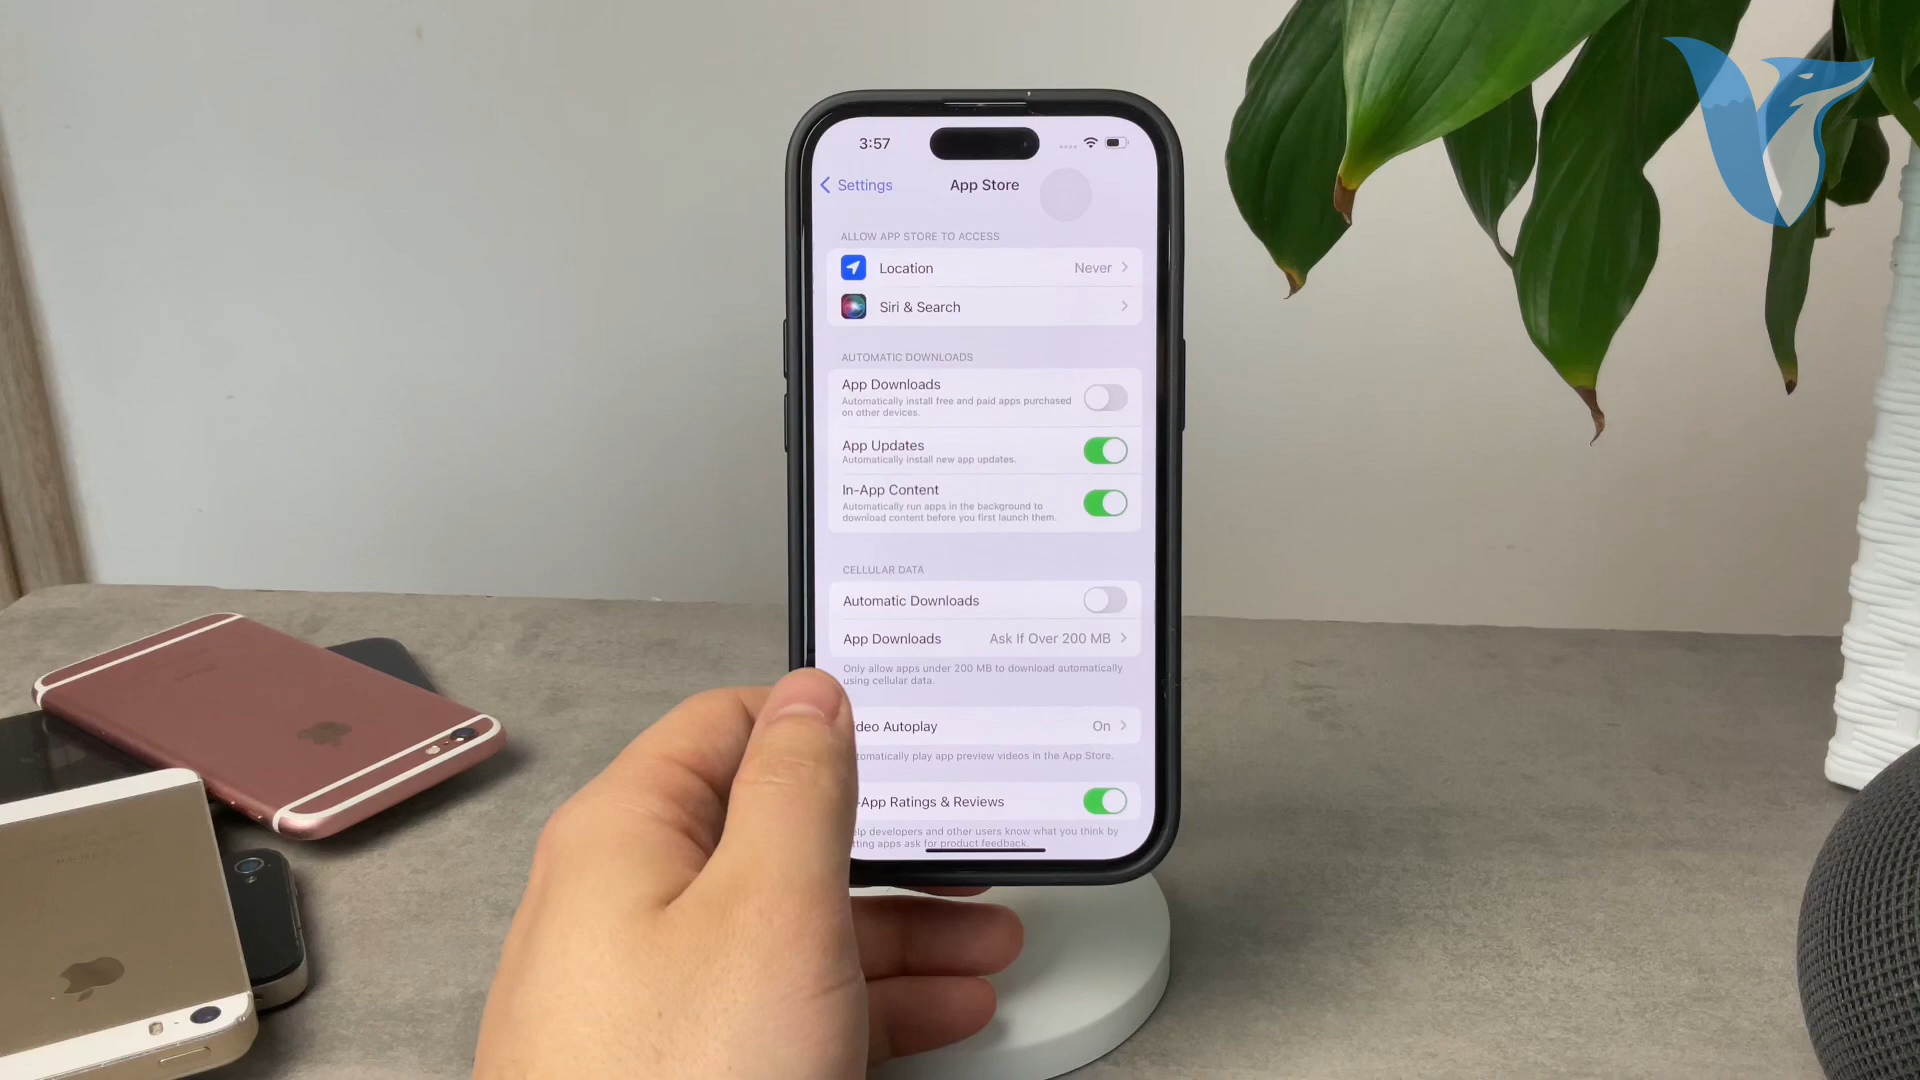 3:57
Settings
App Store
ALLOW APP STORE TO ACCESS
Location Never
Siri & Search
AUTOMATIC DOWNLOADS
App Downloads
Automatically install free and paid apps purchased
on other devices.
App Updates
Automatically install new app updates.
In-App Content
Automatically run apps in the background to
download content before you first launch them.
CELLULAR DATA
Automatic Downloads
App Downloads Ask If Over 200 MB
Only allow apps under 200 MB to download automatically
using cellular data.
ideo Autoplay On
tomatically play app preview videos in the App Store.
-App Ratings & Reviews
elp developers and other users know what you think by
tting apps ask for product feedback.